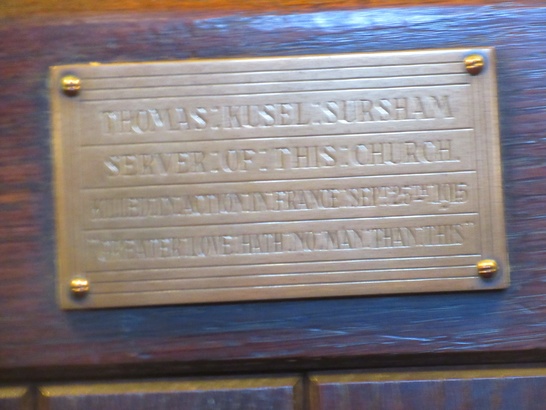 THOMAS:KUSEL:SURSHAM
SERVER:OF:THIS:CHURCH.
KILLED:IN:ACTION:IN:FRANCE:SEPT 25TH 1915
"GREATER:LOVE:HATH:NO:MAN:THAN:THIS"